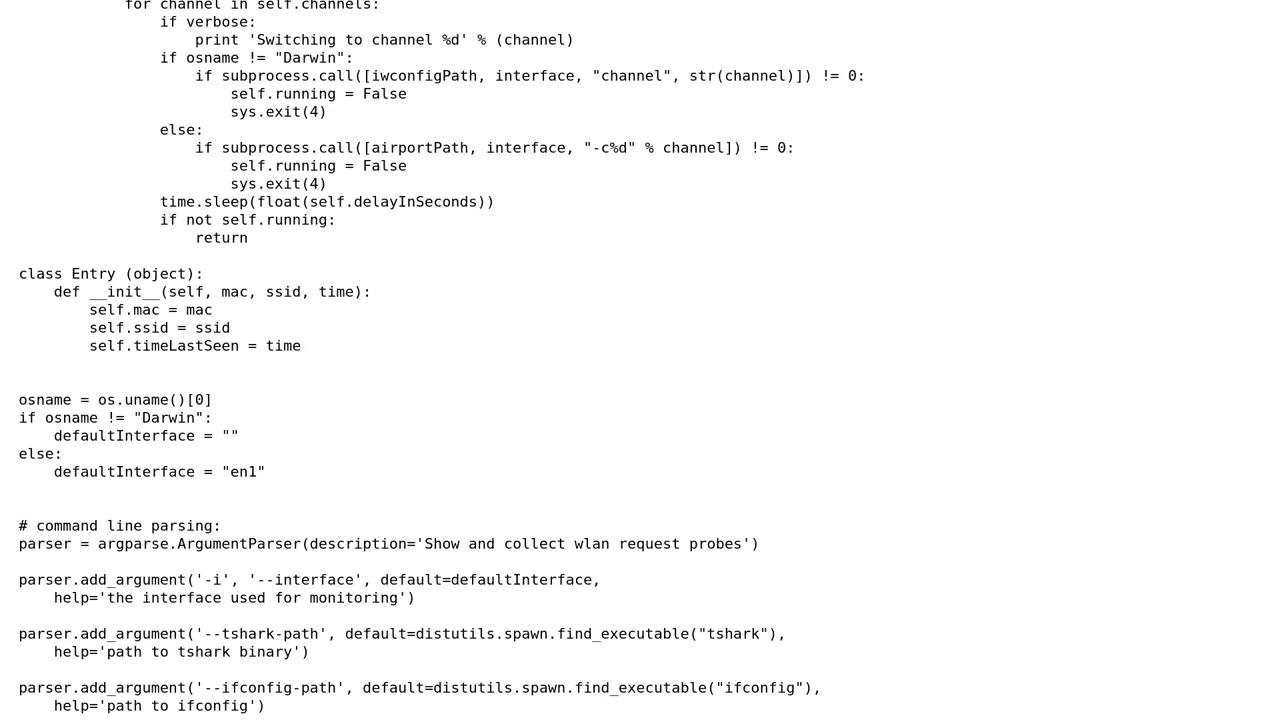 for channel in self.channels:
                if verbose:
                    print 'Switching to channel %d' % (channel)
                if osname != "Darwin":
                    if subprocess.call([iwconfigPath, interface, "channel", str(channel)]) != 0:
                        self.running = False
                        sys.exit(4)
                else:
                    if subprocess.call([airportPath, interface, "-c%d" % channel]) != 0:
                        self.running = False
                        sys.exit(4)
                time.sleep(float(self.delayInSeconds))
                if not self.running:
                    return

class Entry (object):
    def __init__(self, mac, ssid, time):
        self.mac = mac
        self.ssid = ssid
        self.timeLastSeen = time


osname = os.uname()[0]
if osname != "Darwin":
    defaultInterface = ""
else:
    defaultInterface = "en1"


# command line parsing:
parser = argparse.ArgumentParser(description='Show and collect wlan request probes')

parser.add_argument('-i', '--interface', default=defaultInterface,
    help='the interface used for monitoring')

parser.add_argument('--tshark-path', default=distutils.spawn.find_executable("tshark"),
    help='path to tshark binary')

parser.add_argument('--ifconfig-path', default=distutils.spawn.find_executable("ifconfig"),
    help='path to ifconfig')